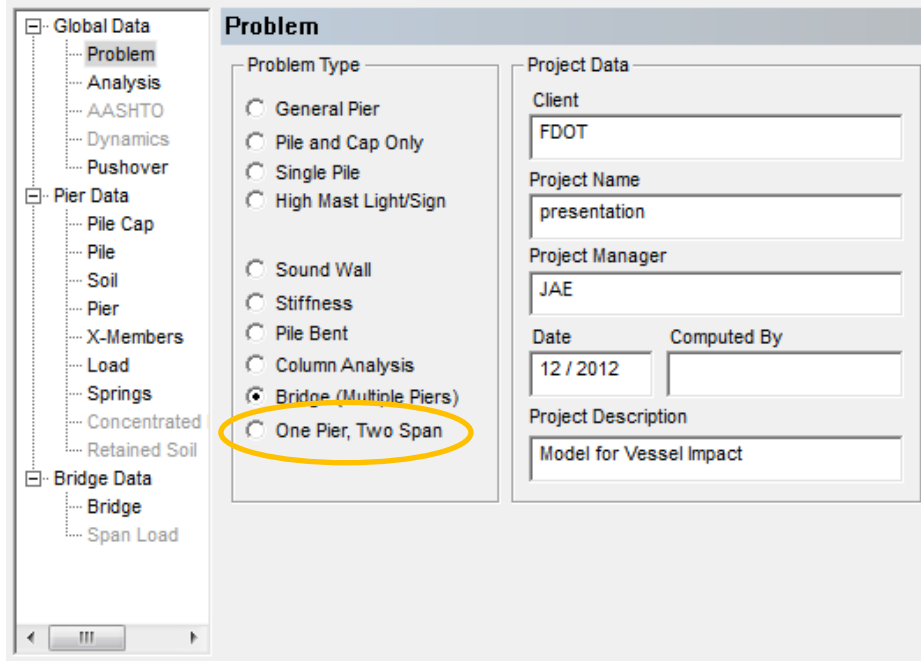 Global Data
Problem
Analysis
AASHTO
Dynamics
Pushover
Pier Data
Pile Cap
Pile
Soil
Pier
X-Members
Load
Springs
Concentrated
Retained Soil
Bridge Data
Bridge
Span Load
Problem
Problem Type
General Pier
Pile and Cap Only
Single Pile
High Mast Light/Sign
Sound Wall
Stiffness
Pile Bent
Column Analysis
Bridge (Multiple Piers)
One Pier, Two Span
Project Data
Client
FDOT
Project Name
presentation
Project Manager
JAE
Date Computed By
12 / 2012
Project Description
Model for Vessel Impact